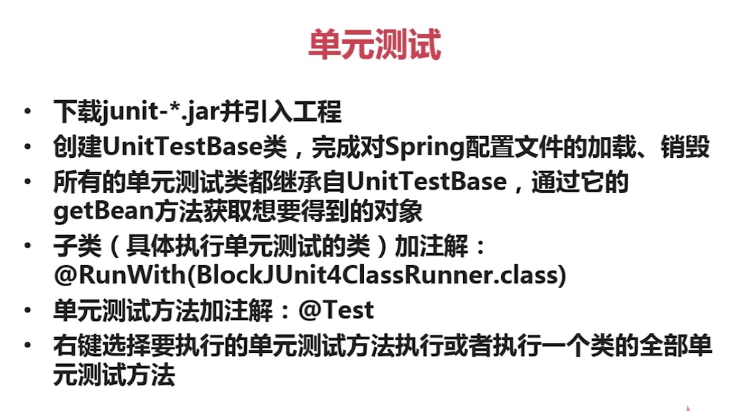 单元测试
• 下载junit-*.jar并引入工程
• 创建UnitTestBase类，完成对Spring配置文件的加载、销毁
• 所有的单元测试类都继承自UnitTestBase，通过它的
getBean方法获取想要得到的对象
• 子类（具体执行单元测试的类）加注解：
@RunWith(BlockJUnit4ClassRunner.class)
• 单元测试方法加注解：@Test
• 右键选择要执行的单元测试方法执行或者执行一个类的全部单
元测试方法